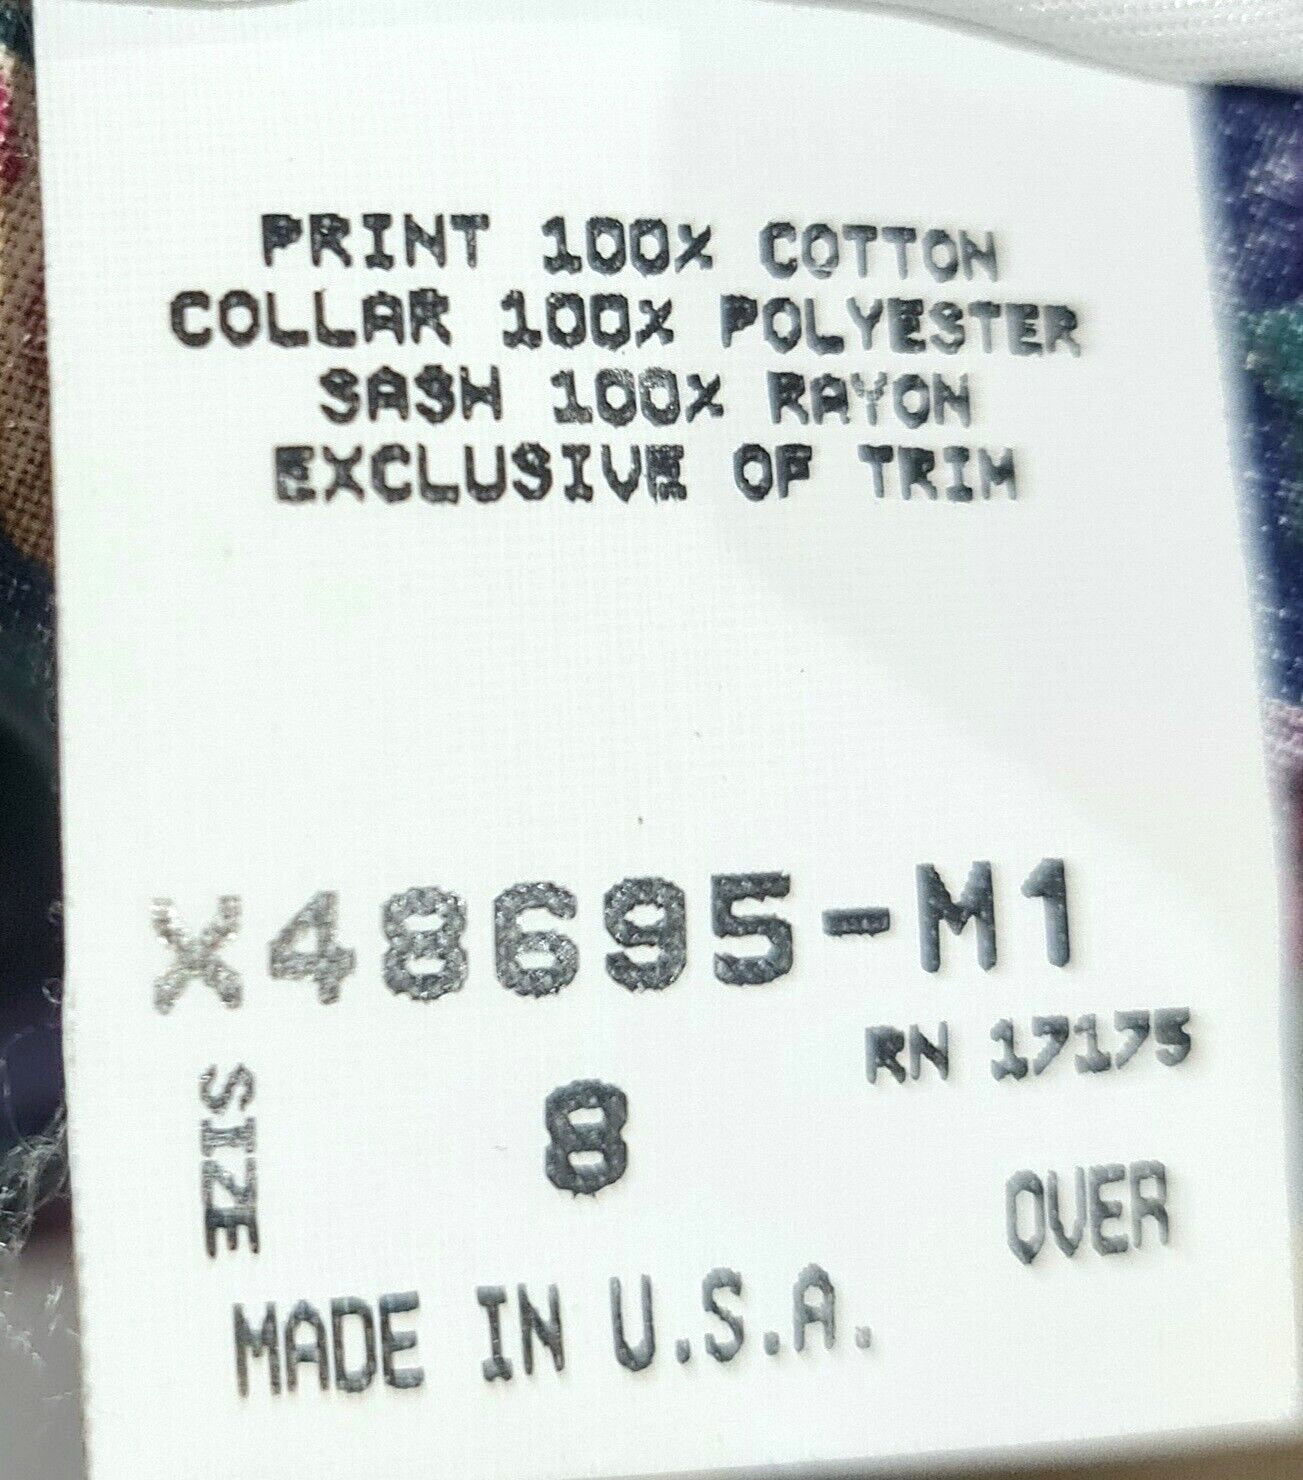 PRINT 100% COTTON
COLLAR 100% POLYESTER
SASH 100% RAYON
EXCLUSIVE OF TRIM
X48695-M1
RN 17175
SIZE 8
OVER
MADE IN U.S.A.